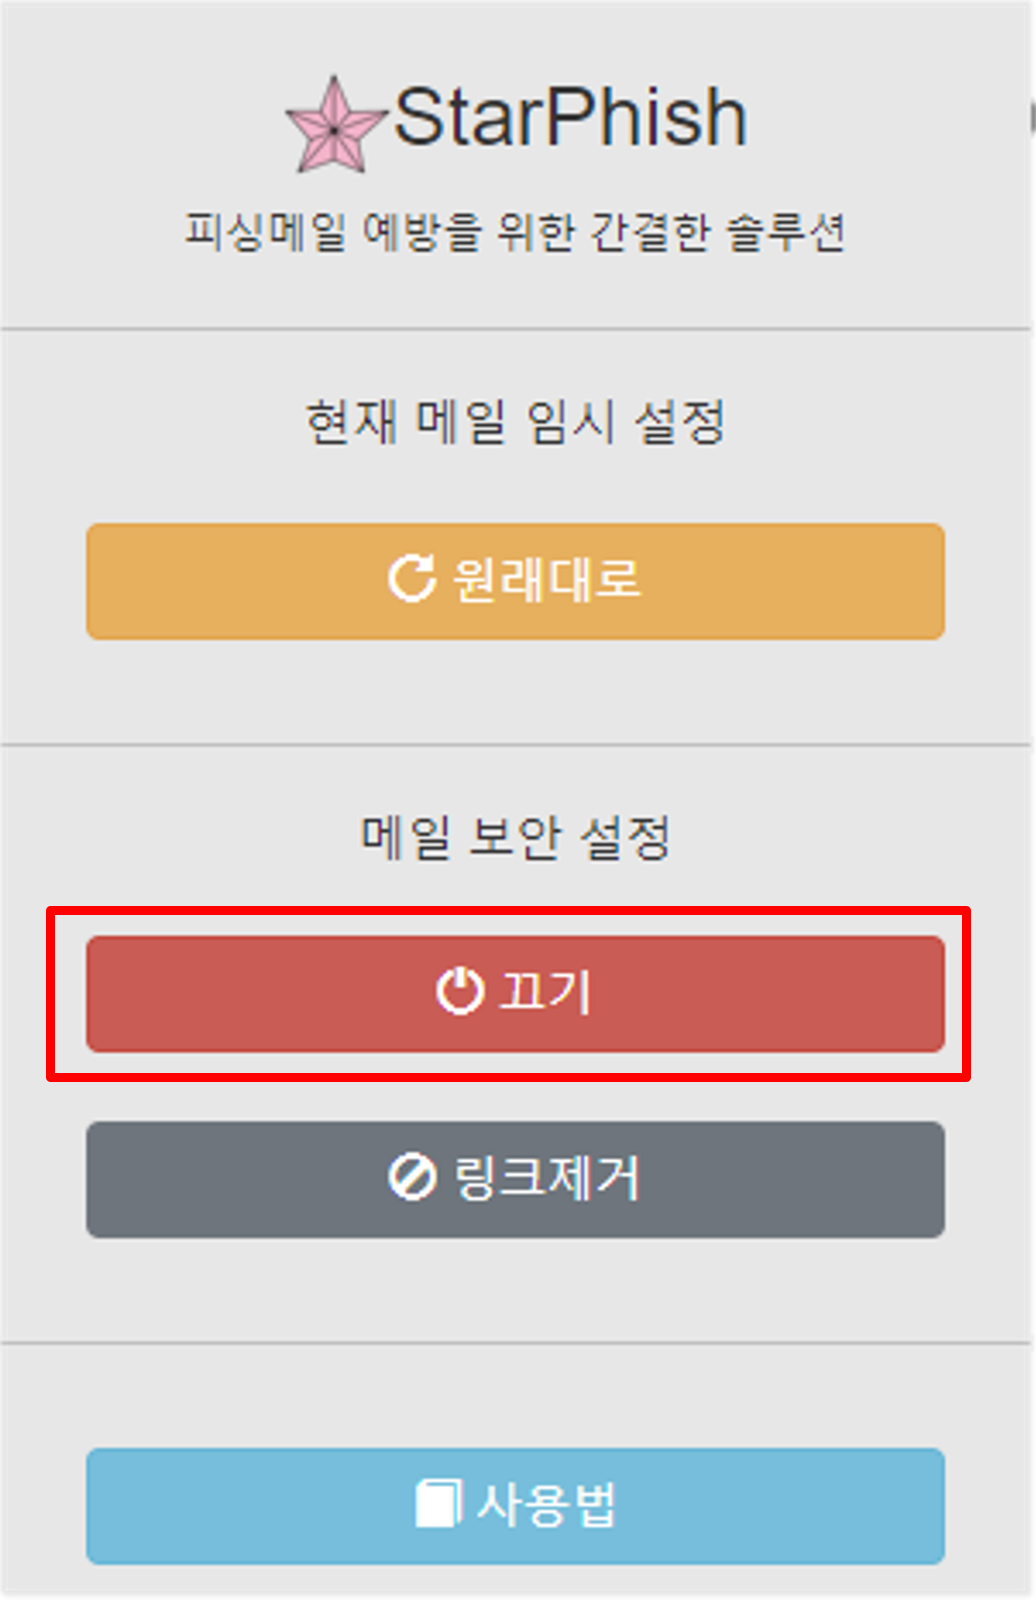 StarPhish
피싱메일 예방을 위한 간결한 솔루션
현재 메일 임시 설정
원래대로
메일 보안 설정
끄기
링크제거
사용법